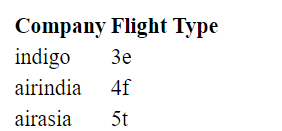 Company Flight Type
indigo 3e
airindia 4f
airasia 5t